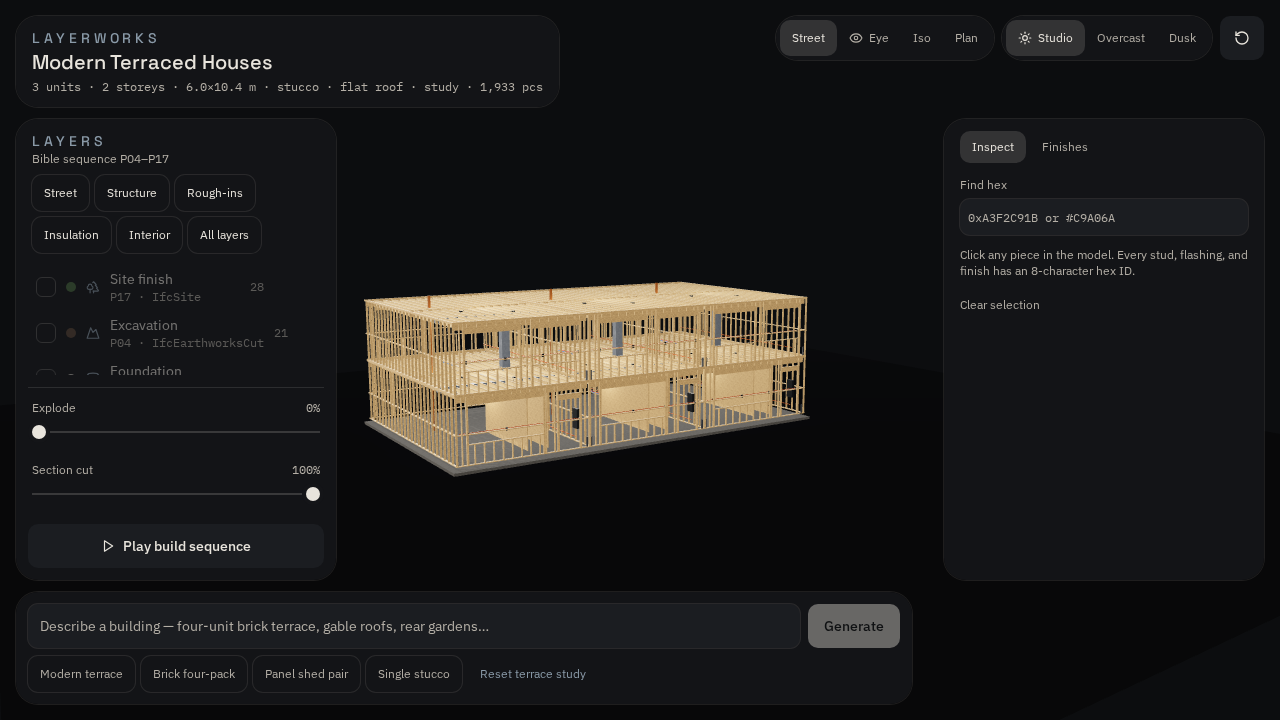 LAYERWORKS
Modern Terraced Houses
3 units · 2 storeys · 6.0×10.4 m · stucco · flat roof · study · 1,933 pcs
Street Eye Iso Plan
Studio Overcast Dusk
LAYERS
Bible sequence P04–P17
Street Structure Rough-ins
Insulation Interior All layers
Site finish
P17 · IfcSite 28
Excavation
P04 · IfcEarthworksCut 21
Foundation
Explode 0%
Section cut 100%
Play build sequence
Inspect Finishes
Find hex
0xA3F2C91B or #C9A06A
Click any piece in the model. Every stud, flashing, and
finish has an 8-character hex ID.
Clear selection
Describe a building — four-unit brick terrace, gable roofs, rear gardens...
Generate
Modern terrace Brick four-pack Panel shed pair Single stucco Reset terrace study